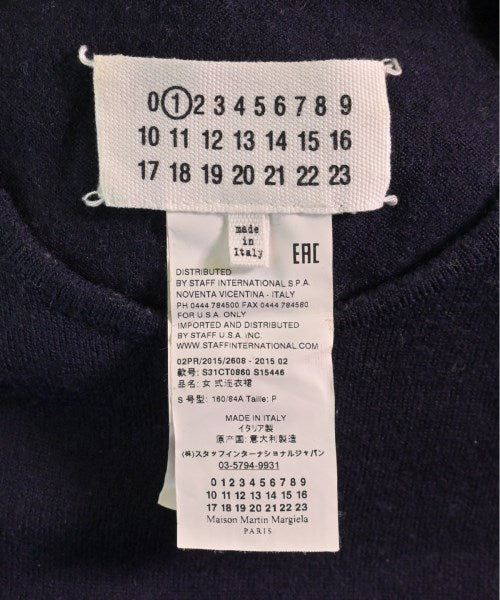 0 1 2 3 4 5 6 7 8 9
10 11 12 13 14 15 16
17 18 19 20 21 22 23
made
in
Italy
EAC
DISTRIBUTED
BY STAFF INTERNATIONAL S.P.A.
NOVENTA VICENTINA - ITALY
PH 0444 784500 FAX 0444 784580
FOR U.S.A. ONLY
IMPORTED AND DISTRIBUTED
BY STAFF U.S.A. INC.
WWW.STAFFINTERNATIONAL.COM
02PR/2015/2608 - 2015 02
款号: S31CT0860 S15446
品名: 女式连衣裙
S 号型: 160/84A Taille: P
MADE IN ITALY
イタリア製
原产国: 意大利製造
(株)スタッフインターナショナルジャパン
03-5794-9931
0 1 2 3 4 5 6 7 8 9
10 11 12 13 14 15 16
17 18 19 20 21 22 23
Maison Martin Margiela
PARIS